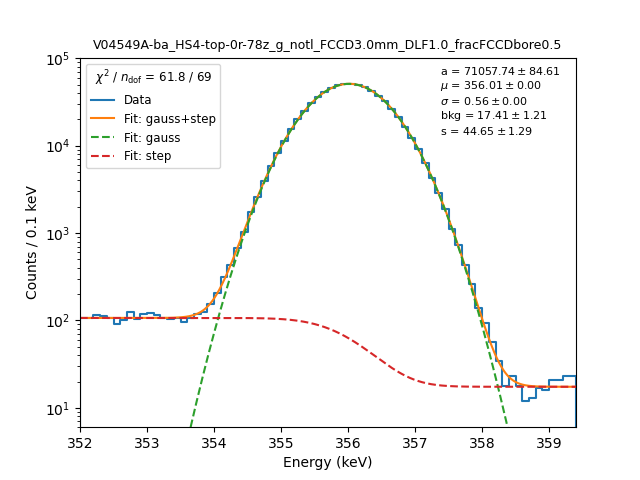 V04549A-ba_HS4-top-0r-78z_g_notl_FCCD3.0mm_DLF1.0_fracFCCDbore0.5
χ² / n_dof = 61.8 / 69
Data
Fit: gauss+step
Fit: gauss
Fit: step
a = 71057.74 ± 84.61
μ = 356.01 ± 0.00
σ = 0.56 ± 0.00
bkg = 17.41 ± 1.21
s = 44.65 ± 1.29
Counts / 0.1 keV
10⁵
10⁴
10³
10²
10¹
352 353 354 355 356 357 358 359
Energy (keV)